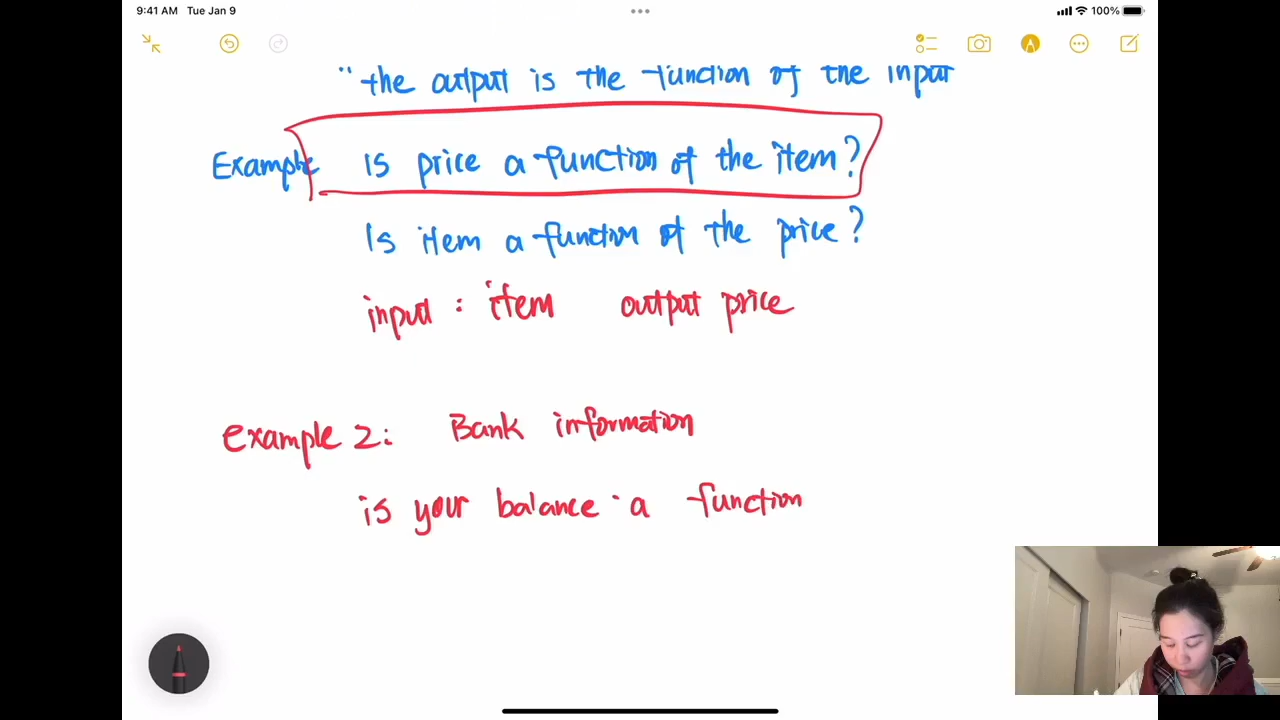 9:41 AM Tue Jan 9
100%
"the output is the function of the input
Example is price a function of the item?
Is item a function of the price?
input : item output price
example 2: Bank information
is your balance a function